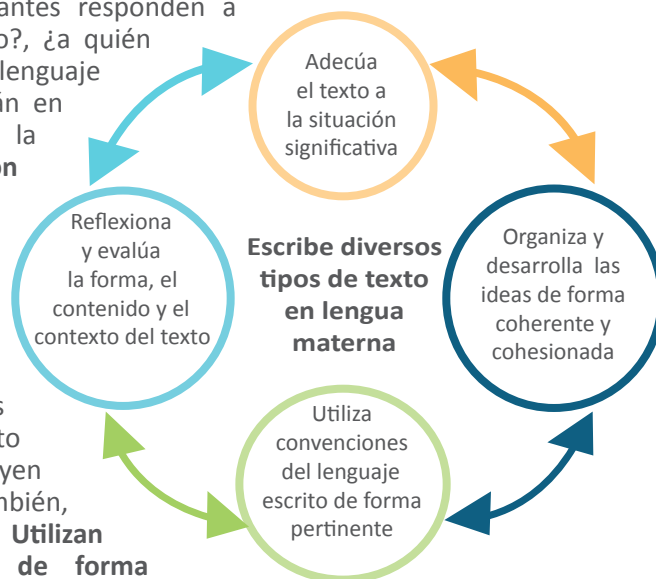 antes responden a
o?, ¿a quién
lenguaje
en
la
Adecúa
el texto a
la situación
significativa
Reflexiona
y evalúa
la forma, el
contenido y el
contexto del texto
Escribe diversos
tipos de texto
en lengua
materna
Organiza y
desarrolla las
ideas de forma
coherente y
cohesionada
Utiliza
convenciones
del lenguaje
escrito de forma
pertinente
s
to
yen
mbién,
Utilizan
de forma